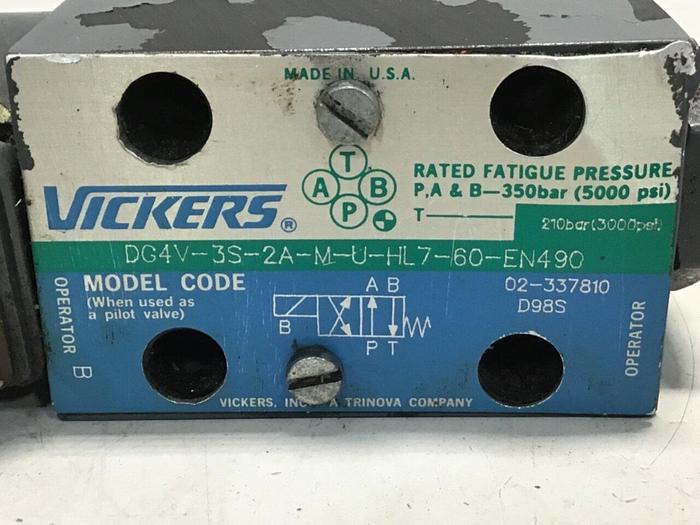 MADE IN U.S.A.
T
A B
P
VICKERS®
RATED FATIGUE PRESSURE
P,A & B—350bar (5000 psi)
T— 210bar(3000psi)
DG4V-3S-2A-M-U-HL7-60-EN490
OPERATOR B
MODEL CODE
(When used as
a pilot valve)
A B
B
P T
02-337810
D98S
OPERATOR
VICKERS, INC. A TRINOVA COMPANY